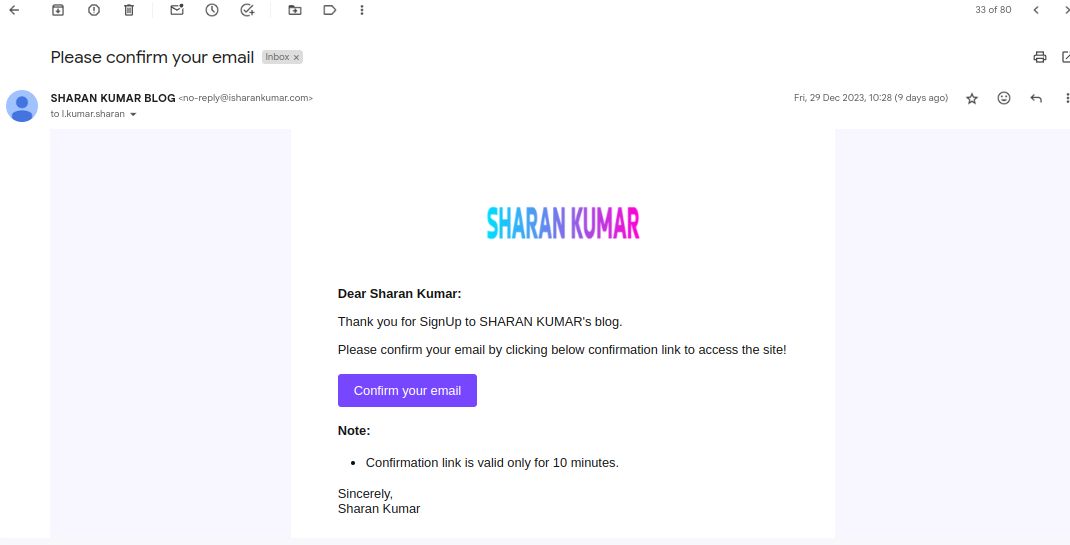 33 of 80
Please confirm your email Inbox ×
SHARAN KUMAR BLOG <no-reply@isharankumar.com>
Fri, 29 Dec 2023, 10:28 (9 days ago)
to l.kumar.sharan
SHARAN KUMAR
Dear Sharan Kumar:
Thank you for SignUp to SHARAN KUMAR's blog.
Please confirm your email by clicking below confirmation link to access the site!
Confirm your email
Note:
• Confirmation link is valid only for 10 minutes.
Sincerely,
Sharan Kumar